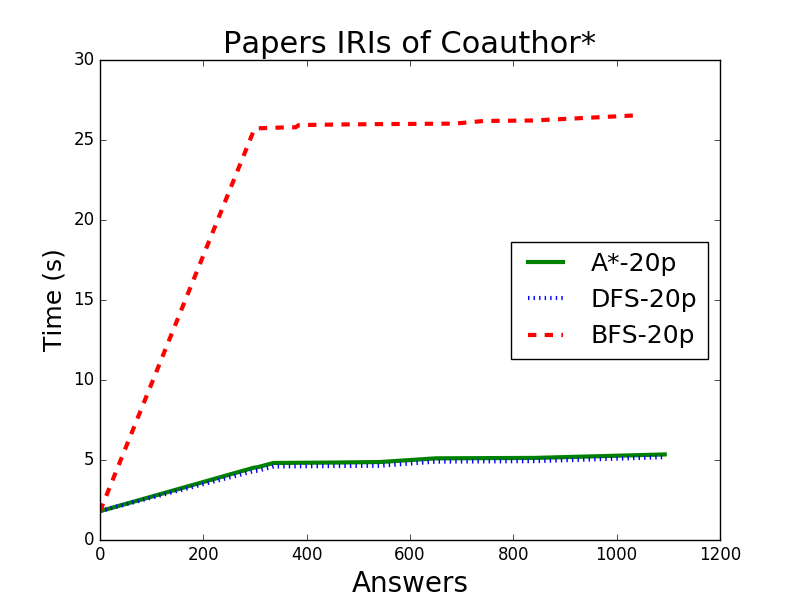 Papers IRIs of Coauthor*
30
25
20
15
10
5
0
Time (s)
A*-20p
DFS-20p
BFS-20p
0 200 400 600 800 1000 1200
Answers